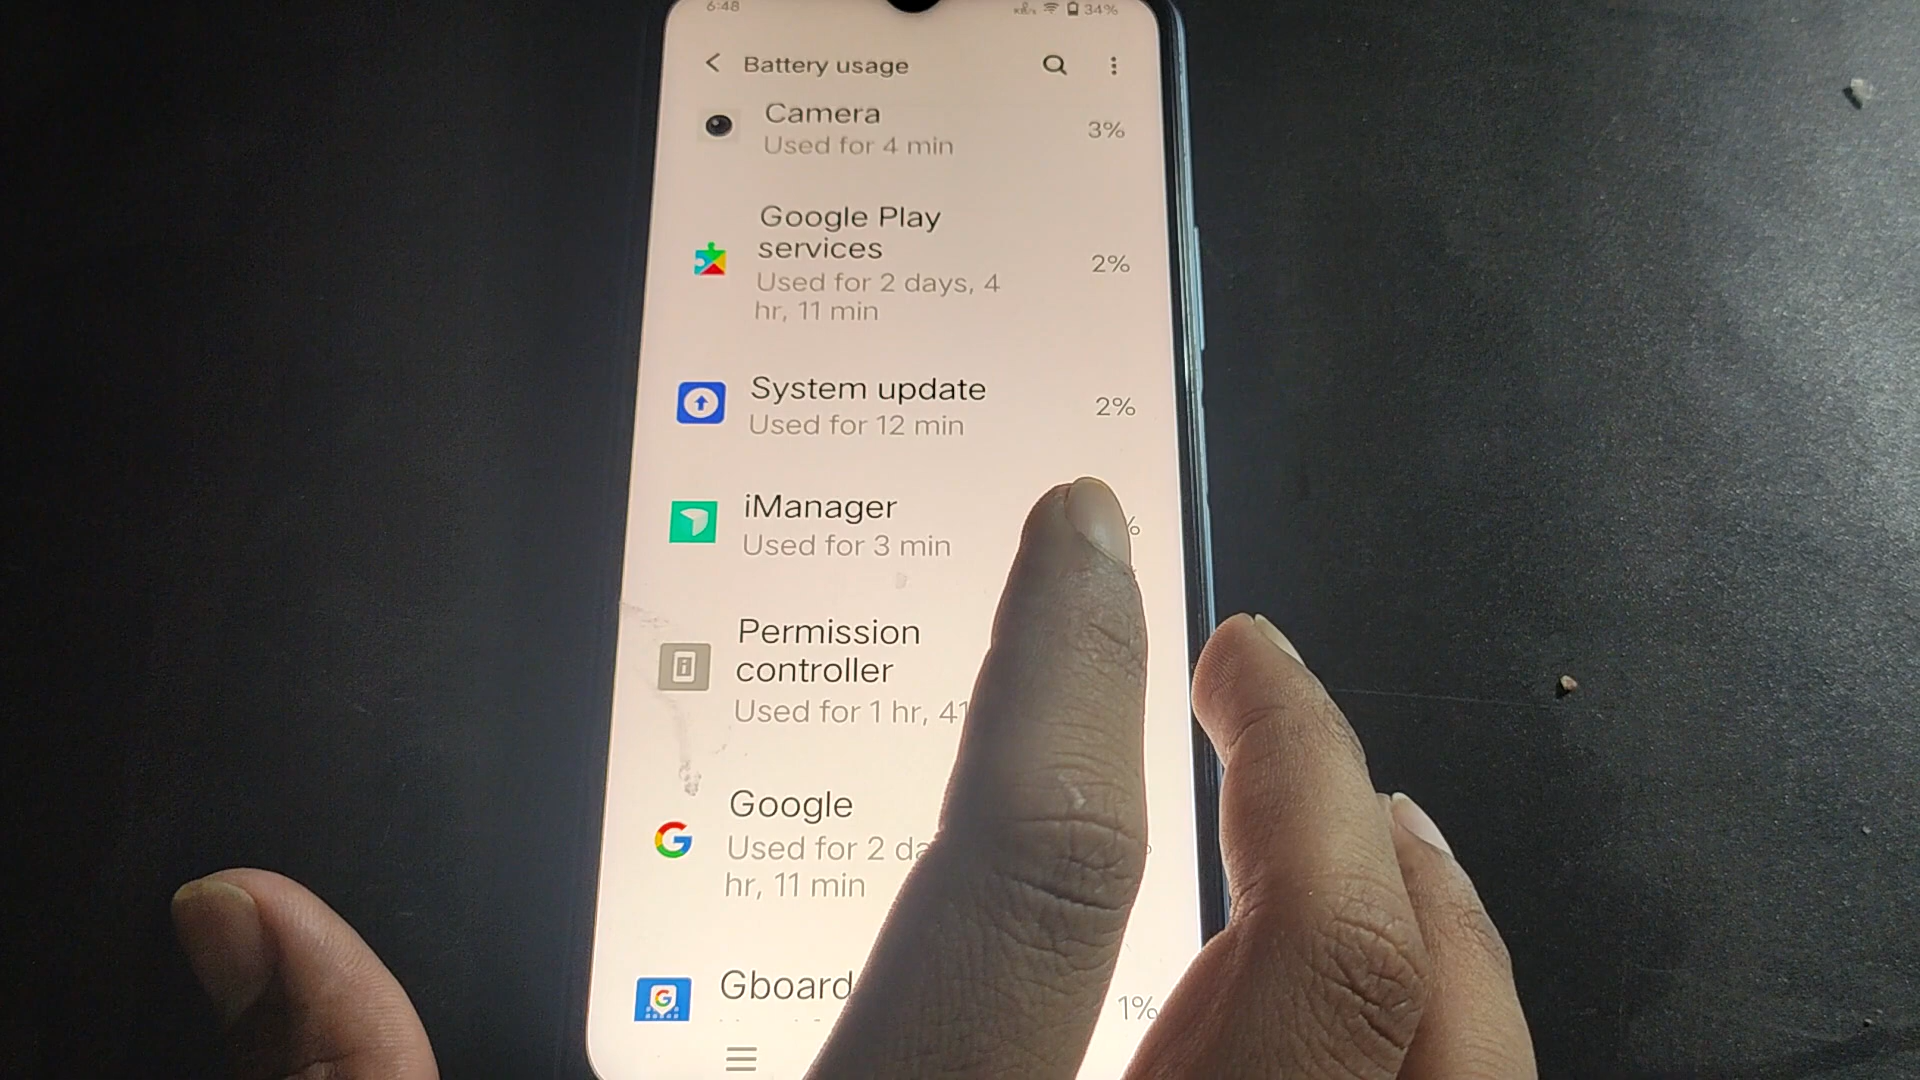 6:48
34%
Battery usage
Camera
3%
Used for 4 min
Google Play
services
2%
Used for 2 days, 4
hr, 11 min
System update
2%
Used for 12 min
iManager
%
Used for 3 min
Permission
controller
Used for 1 hr, 41
Google
Used for 2 da
hr, 11 min
Gboard
1%